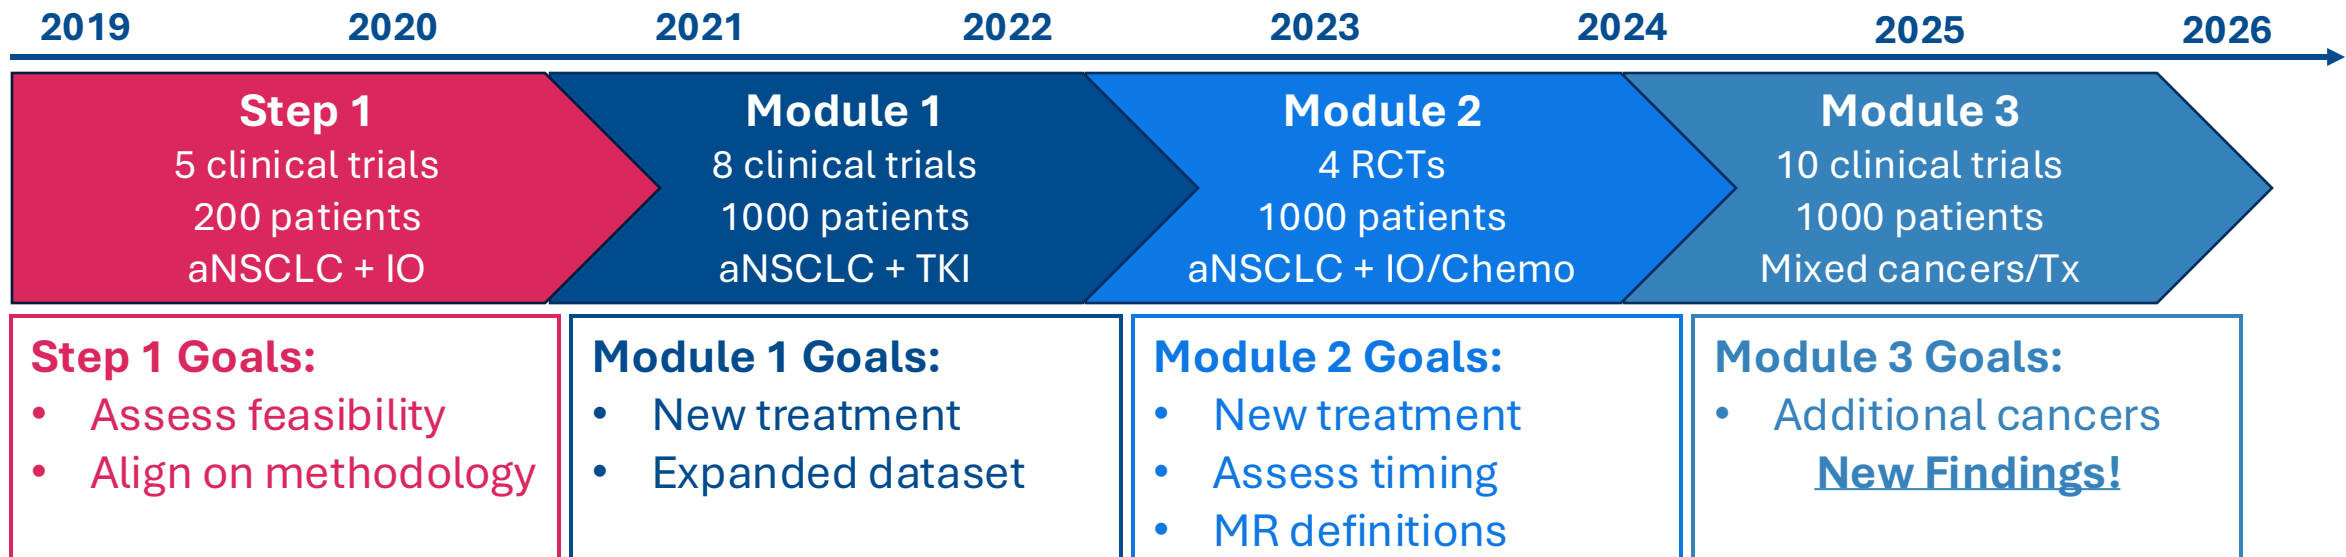 2019 2020 2021 2022 2023 2024 2025 2026
Step 1
5 clinical trials
200 patients
aNSCLC + IO
Module 1
8 clinical trials
1000 patients
aNSCLC + TKI
Module 2
4 RCTs
1000 patients
aNSCLC + IO/Chemo
Module 3
10 clinical trials
1000 patients
Mixed cancers/Tx
Step 1 Goals:
• Assess feasibility
• Align on methodology
Module 1 Goals:
• New treatment
• Expanded dataset
Module 2 Goals:
• New treatment
• Assess timing
• MR definitions
Module 3 Goals:
• Additional cancers
New Findings!